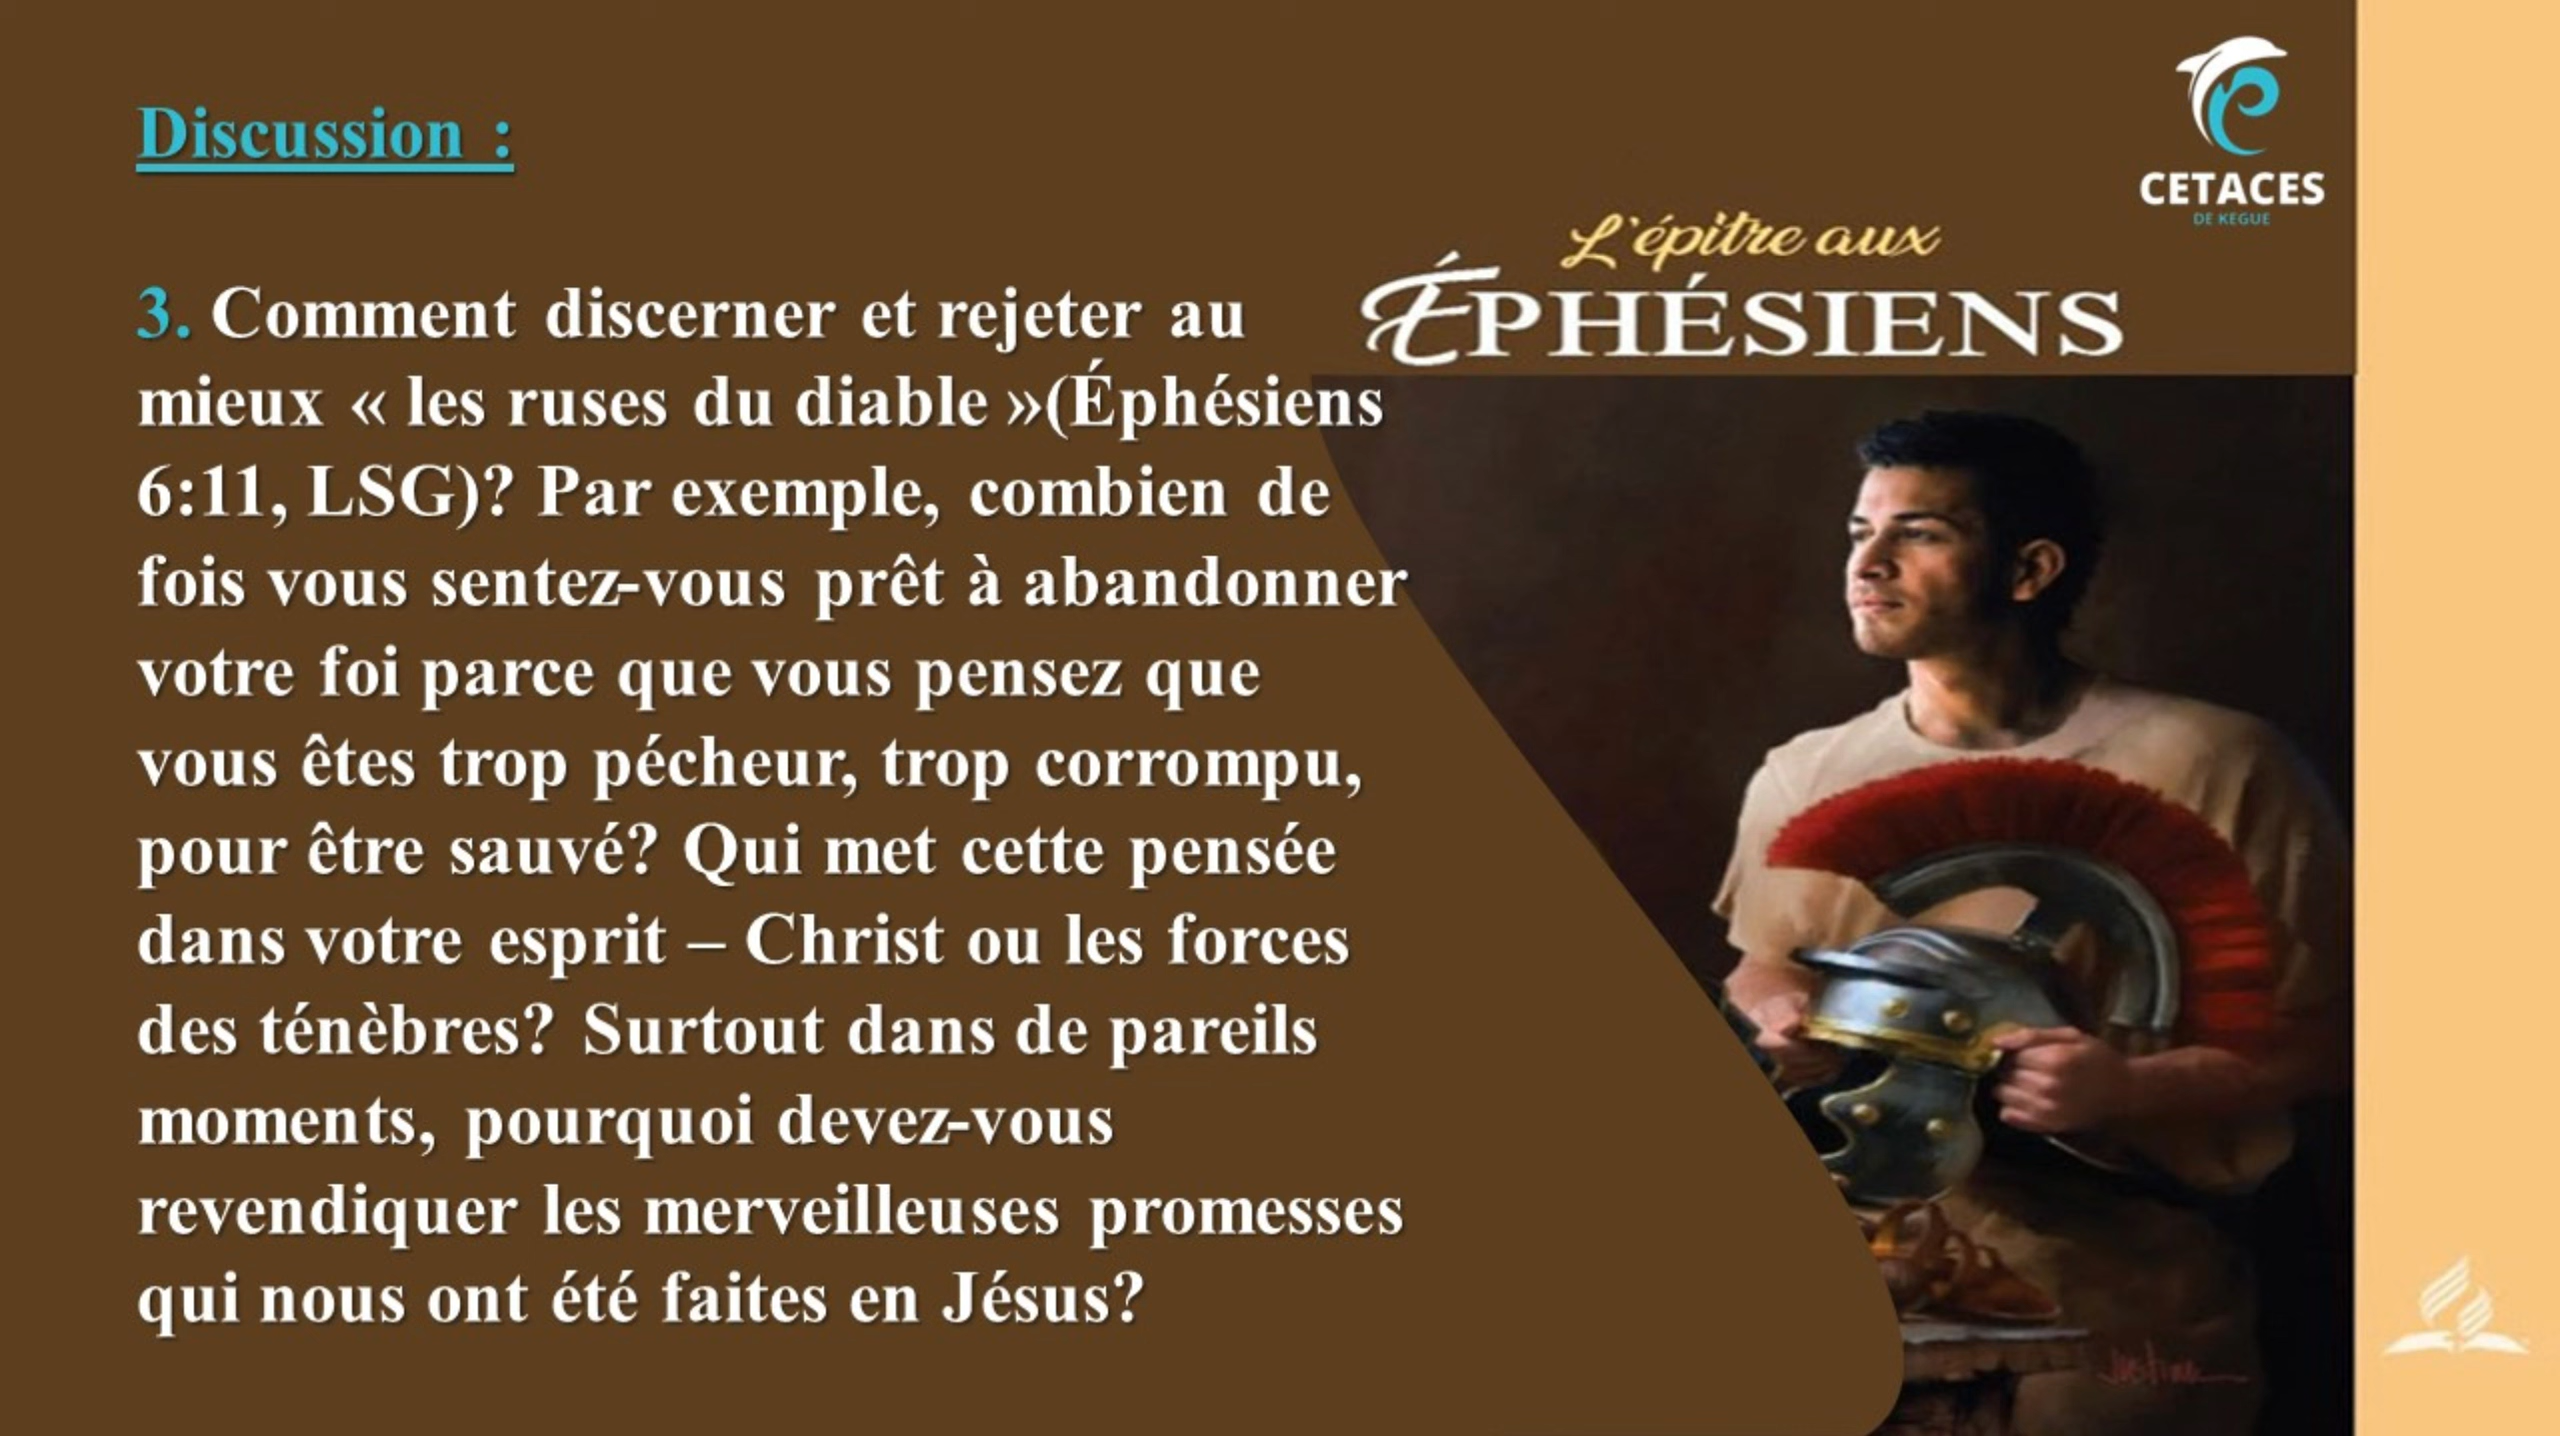 Discussion :
CETACES
DE KEGUE
L'épitre aux
ÉPHÉSIENS
3. Comment discerner et rejeter au
mieux « les ruses du diable »(Éphésiens
6:11, LSG)? Par exemple, combien de
fois vous sentez-vous prêt à abandonner
votre foi parce que vous pensez que
vous êtes trop pécheur, trop corrompu,
pour être sauvé? Qui met cette pensée
dans votre esprit – Christ ou les forces
des ténèbres? Surtout dans de pareils
moments, pourquoi devez-vous
revendiquer les merveilleuses promesses
qui nous ont été faites en Jésus?